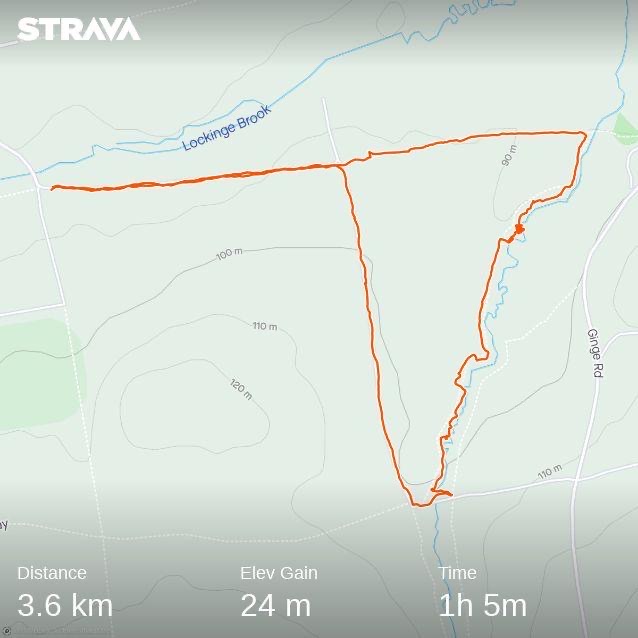 STRAVA
Lockinge Brook
90 m
100 m
110 m
Ginge Rd
120 m
110 m
Distance
Elev Gain
Time
3.6 km
24 m
1h 5m